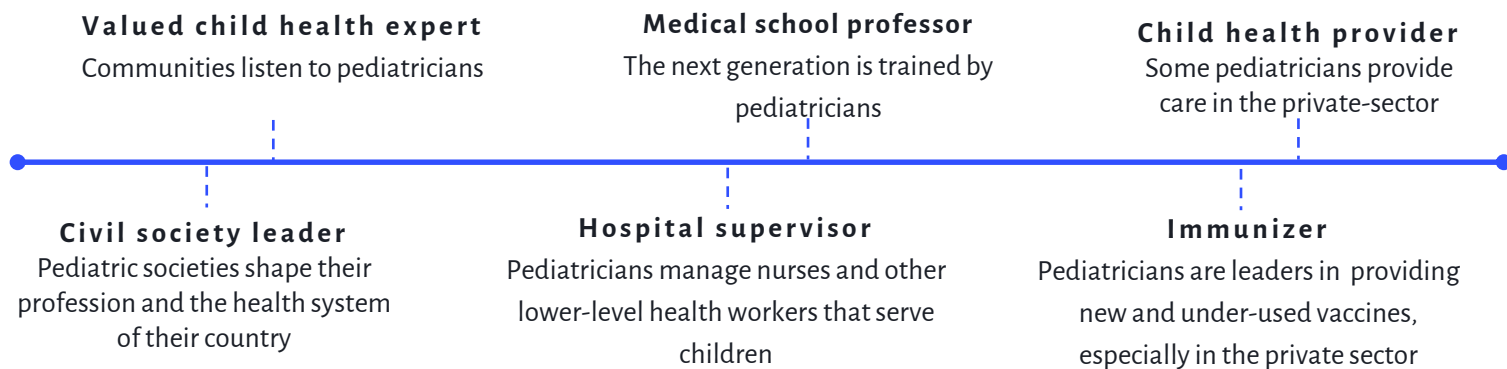 Valued child health expert
Communities listen to pediatricians
Medical school professor
The next generation is trained by
pediatricians
Child health provider
Some pediatricians provide
care in the private-sector
Civil society leader
Pediatric societies shape their
profession and the health system
of their country
Hospital supervisor
Pediatricians manage nurses and other
lower-level health workers that serve
children
Immunizer
Pediatricians are leaders in providing
new and under-used vaccines,
especially in the private sector